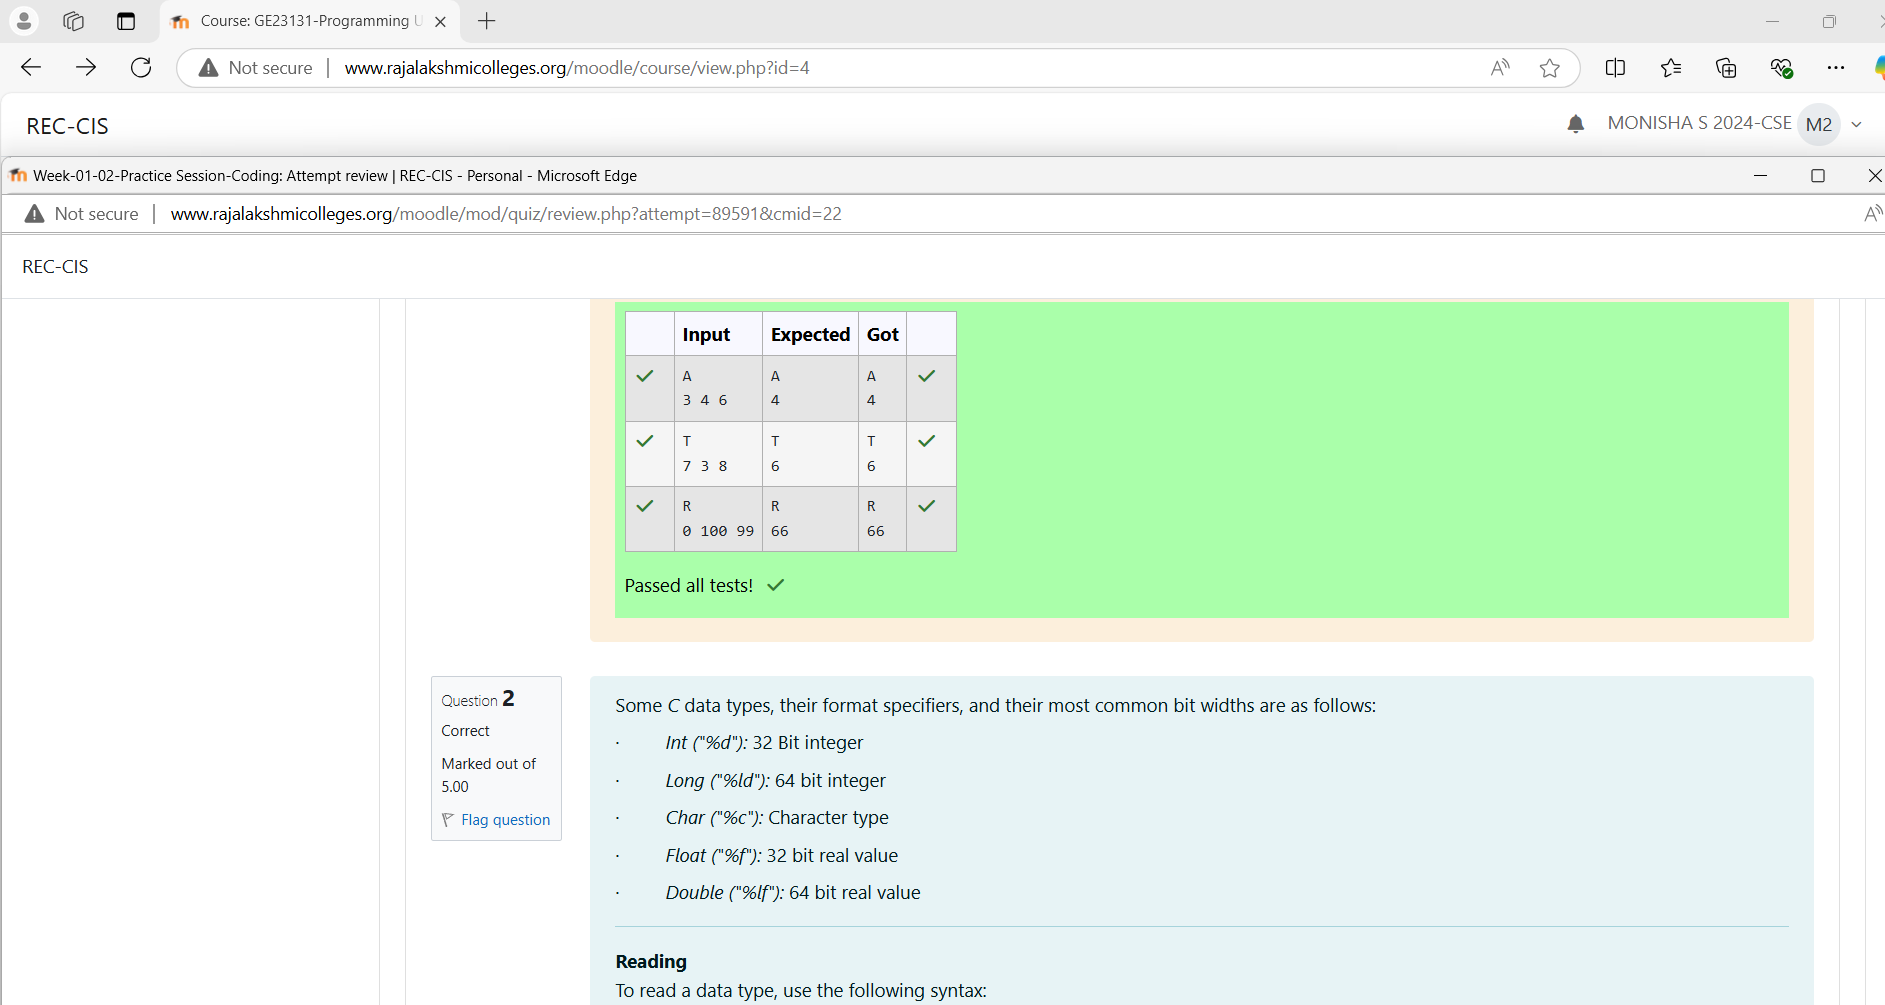 Course: GE23131-Programming U
Not secure www.rajalakshmicolleges.org/moodle/course/view.php?id=4
REC-CIS
MONISHA S 2024-CSE M2
Week-01-02-Practice Session-Coding: Attempt review | REC-CIS - Personal - Microsoft Edge
Not secure www.rajalakshmicolleges.org/moodle/mod/quiz/review.php?attempt=89591&cmid=22
REC-CIS
Input Expected Got
A A A
3 4 6 4 4
T T T
7 3 8 6 6
R R R
0 100 99 66 66
Passed all tests!
Question 2
Correct
Marked out of
5.00
Flag question
Some C data types, their format specifiers, and their most common bit widths are as follows:
· Int ("%d"): 32 Bit integer
· Long ("%ld"): 64 bit integer
· Char ("%c"): Character type
· Float ("%f"): 32 bit real value
· Double ("%lf"): 64 bit real value
Reading
To read a data type, use the following syntax: